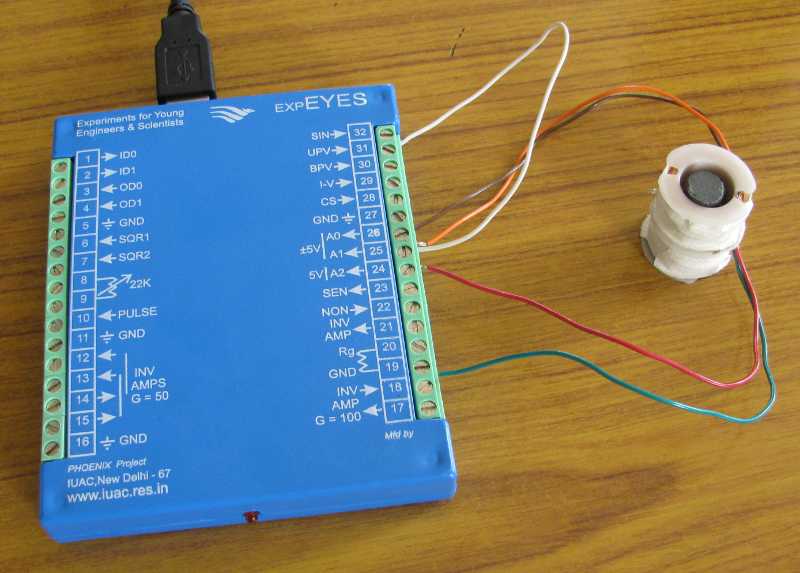 Experiments for Young
Engineers & Scientists
EXPEYES
1 ID0
2 ID1
3 OD0
4 OD1
5 GND
6 SQR1
7 SQR2
8
22K
9
10 PULSE
11 GND
12
13
INV
AMPS
G = 50
14
15
16 GND
PHOENIX Project
IUAC,New Delhi - 67
www.iuac.res.in
SIN 32
UPV 31
BPV 30
I-V 29
CS 28
GND 27
±5V A0 26
A1 25
5V A2 24
SEN 23
NON 22
INV
AMP 21
Rg 20
GND 19
INV 18
AMP
G = 100 17
Mfd by